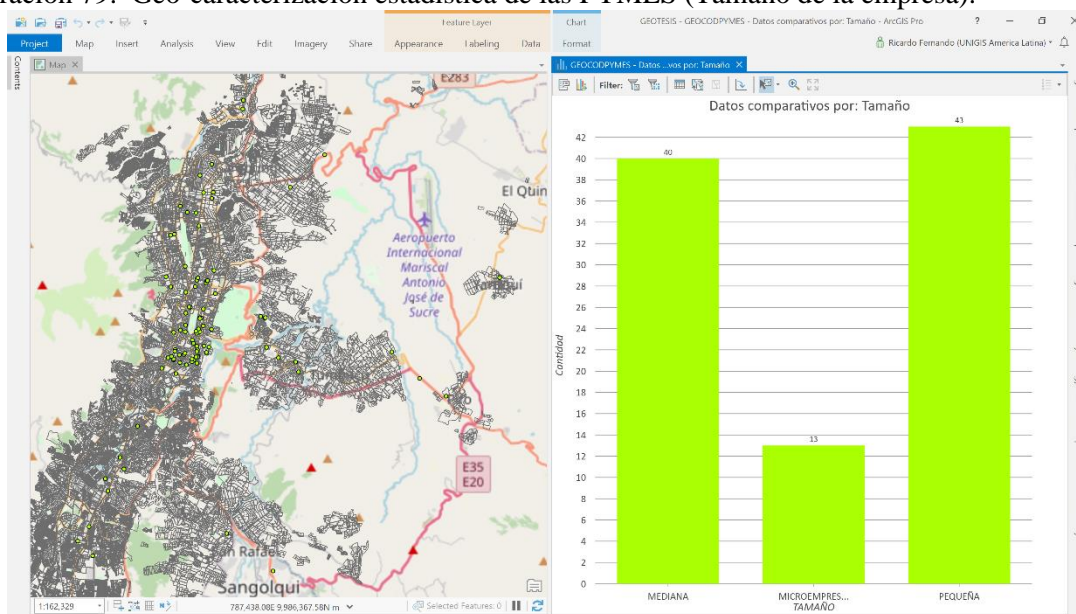 ración 79. Geo-caracterización estadística de las PYMES (Tamaño de la empresa).
Feature Layer
Chart
GEOTESIS - GEOCODPYMES - Datos comparativos por: Tamaño - ArcGIS Pro
?
Project Map Insert Analysis View Edit Imagery Share Appearance Labeling Data Format
Ricardo Fernando (UNIGIS America Latina)
Contents
Map
GEOCODPYMES - Datos ...vos por: Tamaño
Filter:
Datos comparativos por: Tamaño
E283
El Quin
Aeropuerto
Internacional
Mariscal
Antonio
José de
Sucre
E35
E20
San Rafael
Sangolquí
42
40
38
36
34
32
30
28
26
24
22
20
18
16
14
12
10
8
6
4
2
0
Cantidad
40
13
43
MEDIANA
MICROEMPRES...
PEQUEÑA
TAMAÑO
1:162,329
787,438.08E 9,986,367.58N m
Selected Features: 0